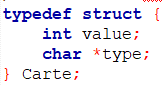 typedef struct {
int value;
char *type;
} Carte;